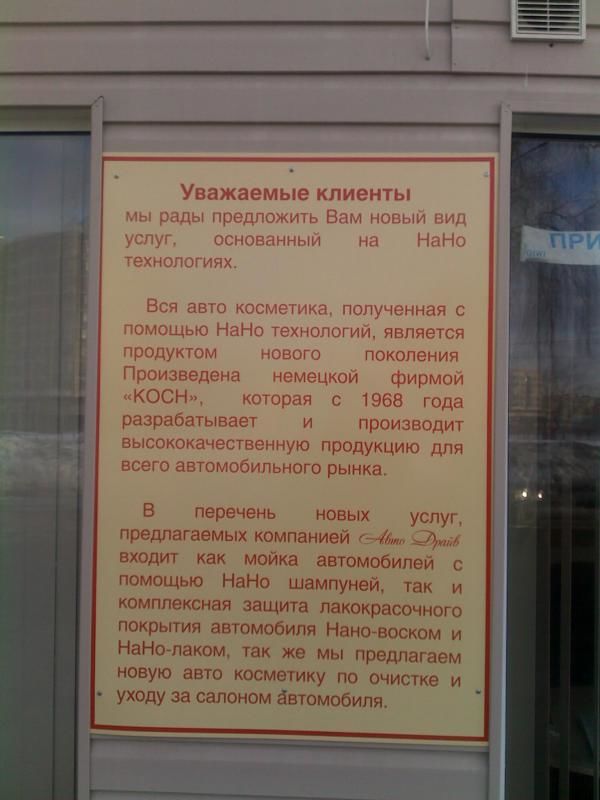 Уважаемые клиенты
мы рады предложить Вам новый вид
услуг, основанный на НаНо
технологиях.
Вся авто косметика, полученная с
помощью НаНо технологий, является
продуктом нового поколения
Произведена немецкой фирмой
«КОСН», которая с 1968 года
разрабатывает и производит
высококачественную продукцию для
всего автомобильного рынка.
В перечень новых услуг,
предлагаемых компанией Авто Драйв
входит как мойка автомобилей с
помощью НаНо шампуней, так и
комплексная защита лакокрасочного
покрытия автомобиля Нано-воском и
НаНо-лаком, так же мы предлагаем
новую авто косметику по очистке и
уходу за салоном автомобиля.
ПРИ